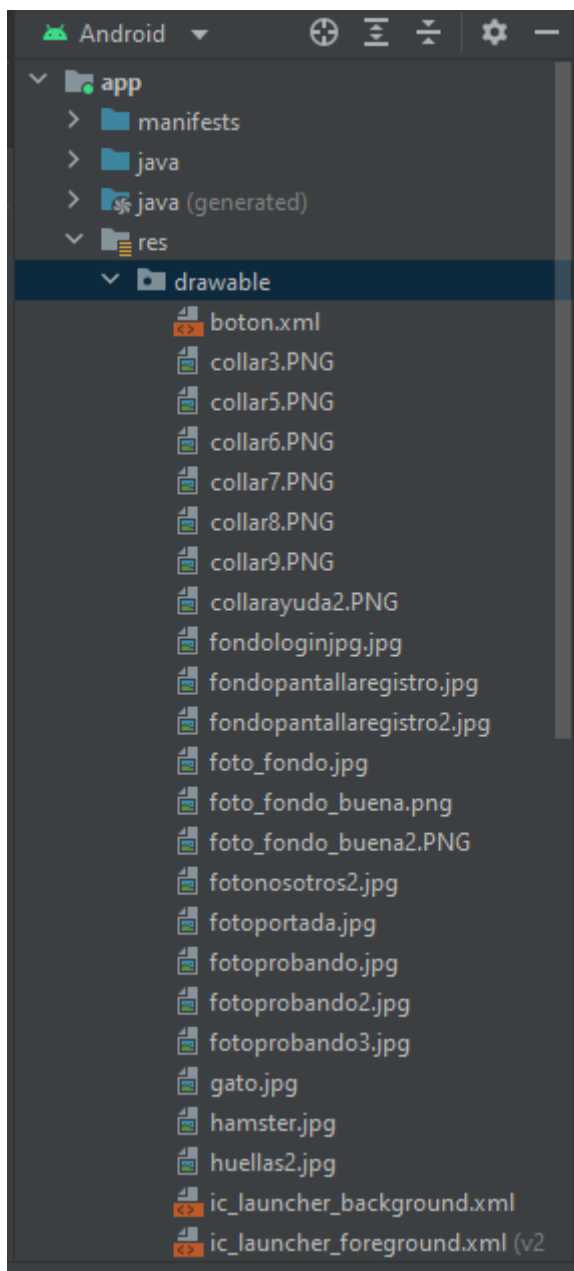 Android
app
manifests
java
java (generated)
res
drawable
boton.xml
collar3.PNG
collar5.PNG
collar6.PNG
collar7.PNG
collar8.PNG
collar9.PNG
collarayuda2.PNG
fondologinjpg.jpg
fondopantallaregistro.jpg
fondopantallaregistro2.jpg
foto_fondo.jpg
foto_fondo_buena.png
foto_fondo_buena2.PNG
fotonosotros2.jpg
fotoportada.jpg
fotoprobando.jpg
fotoprobando2.jpg
fotoprobando3.jpg
gato.jpg
hamster.jpg
huellas2.jpg
ic_launcher_background.xml
ic_launcher_foreground.xml (v2